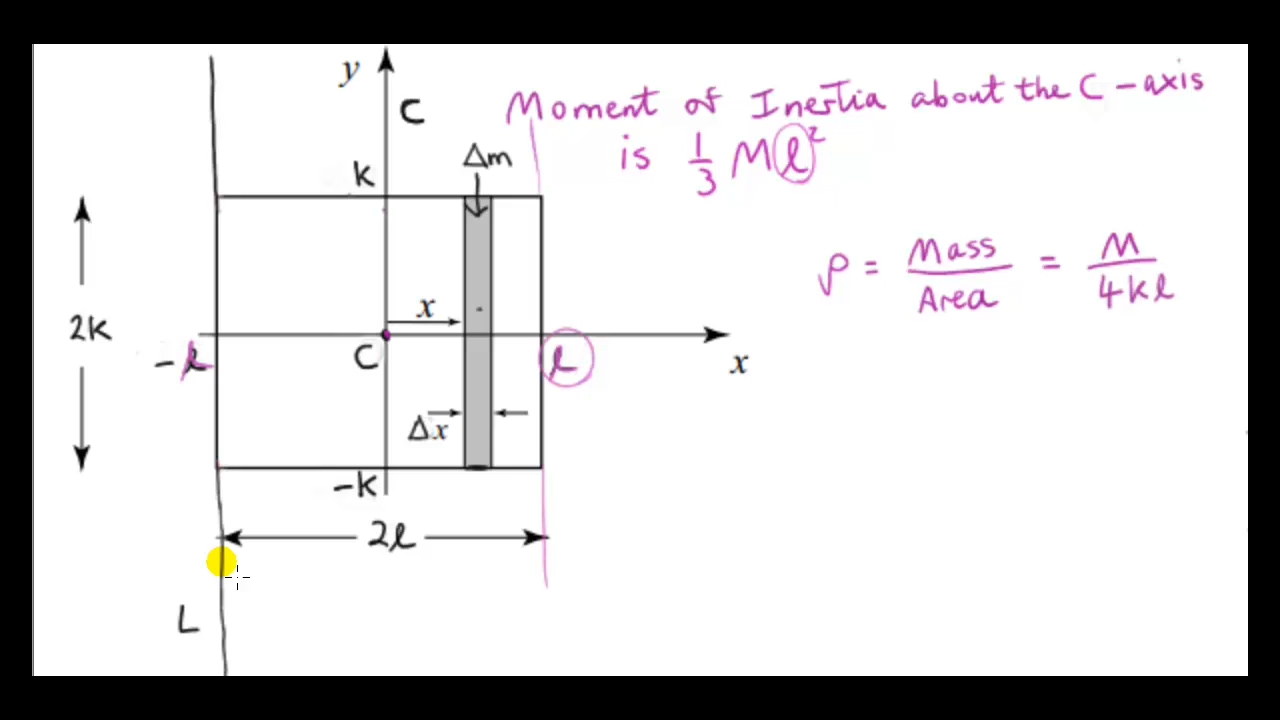 y
C
Moment of Inertia about the C-axis
is 1/3 Ml²
Δm
k
ρ = Mass/Area = M/4kl
x
2k
-l
C
l
x
Δx
-k
2l
L